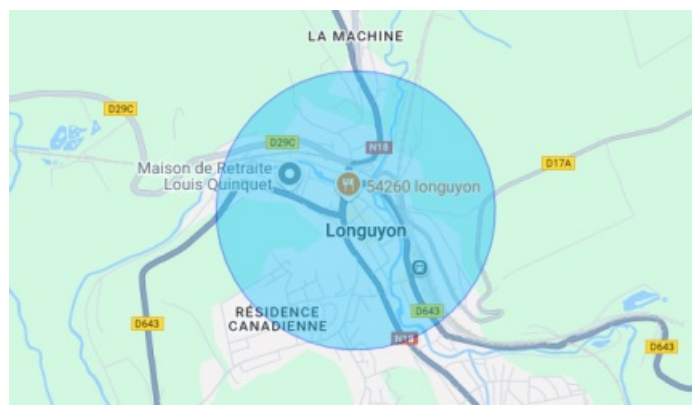 LA MACHINE
D29C
D29C
N18
D17A
Maison de Retraite
Louis Quinquet
54260 longuyon
Longuyon
RÉSIDENCE
CANADIENNE
D643
D643
N18
D643